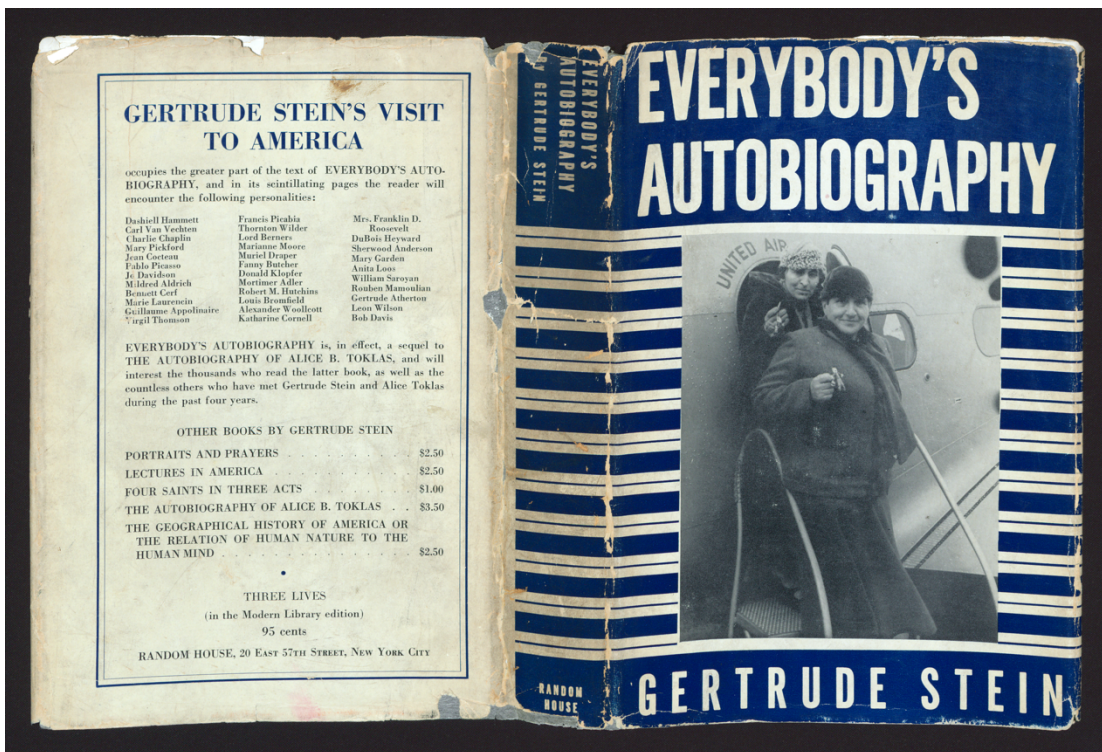 GERTRUDE STEIN'S VISIT
TO AMERICA
occupies the greater part of the text of EVERYBODY'S AUTO-
BIOGRAPHY, and in its scintillating pages the reader will
encounter the following personalities:
Dashiell Hammett
Carl Van Vechten
Charlie Chaplin
Mary Pickford
Jean Cocteau
Pablo Picasso
Jo Davidson
Mildred Aldrich
Bennett Cerf
Marie Laurencin
Guillaume Appolinaire
Virgil Thomson
Francis Picabia
Thornton Wilder
Lord Berners
Marianne Moore
Muriel Draper
Fanny Butcher
Donald Klopfer
Mortimer Adler
Robert M. Hutchins
Louis Bromfield
Alexander Woollcott
Katharine Cornell
Mrs. Franklin D.
Roosevelt
DuBois Heyward
Sherwood Anderson
Mary Garden
Anita Loos
William Saroyan
Rouben Mamoulian
Gertrude Atherton
Leon Wilson
Bob Davis
EVERYBODY'S AUTOBIOGRAPHY is, in effect, a sequel to
THE AUTOBIOGRAPHY OF ALICE B. TOKLAS, and will
interest the thousands who read the latter book, as well as the
countless others who have met Gertrude Stein and Alice Toklas
during the past four years.
OTHER BOOKS BY GERTRUDE STEIN
PORTRAITS AND PRAYERS . . . . . . . . . . $2.50
LECTURES IN AMERICA . . . . . . . . . . . $2.50
FOUR SAINTS IN THREE ACTS . . . . . . . . $1.00
THE AUTOBIOGRAPHY OF ALICE B. TOKLAS . . $3.50
THE GEOGRAPHICAL HISTORY OF AMERICA OR
THE RELATION OF HUMAN NATURE TO THE
HUMAN MIND . . . . . . . . . . . . . . $2.50
•
THREE LIVES
(in the Modern Library edition)
95 cents
RANDOM HOUSE, 20 EAST 57TH STREET, NEW YORK CITY
EVERYBODY'S
AUTOBIOGRAPHY
BY GERTRUDE STEIN
RANDOM
HOUSE
EVERYBODY'S
AUTOBIOGRAPHY
UNITED AIR
GERTRUDE STEIN